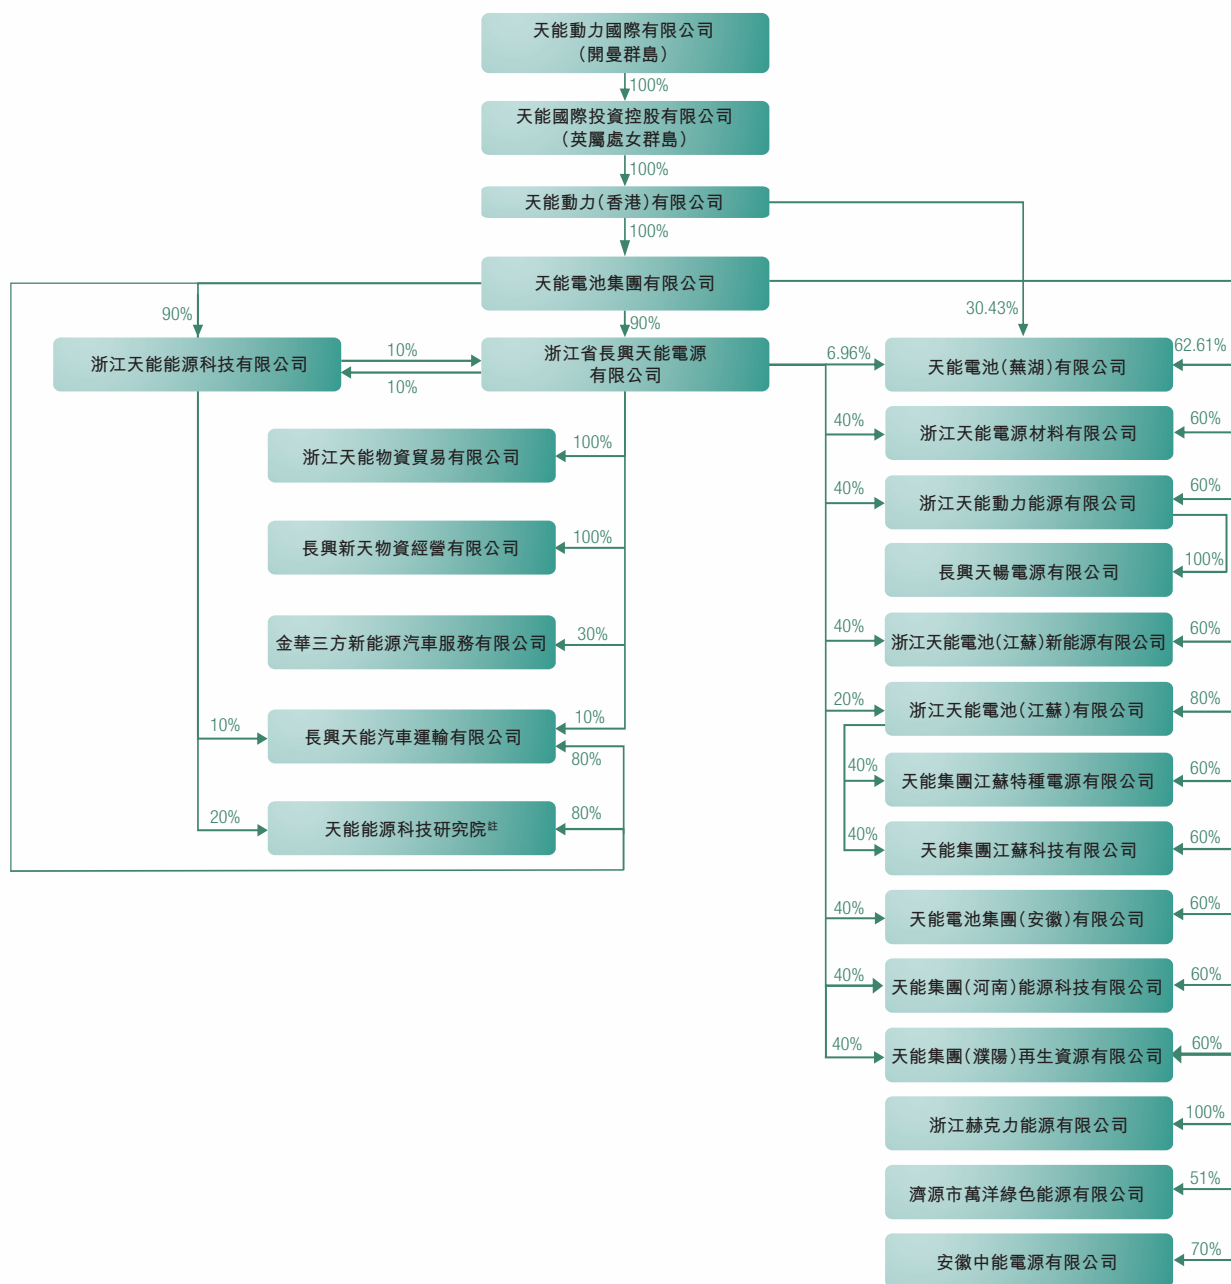 天能動力國際有限公司
(開曼群島)
100%
天能國際投資控股有限公司
(英屬處女群島)
100%
天能動力(香港)有限公司
100%
天能電池集團有限公司
90%
90%
30.43%
浙江天能能源科技有限公司
10%
10%
浙江省長興天能電源
有限公司
6.96%
天能電池(蕪湖)有限公司
62.61%
浙江天能物資貿易有限公司
100%
長興新天物資經營有限公司
100%
金華三方新能源汽車服務有限公司
30%
10%
長興天能汽車運輸有限公司
10%
80%
20%
天能能源科技研究院註
80%
40%
浙江天能電源材料有限公司
60%
40%
浙江天能動力能源有限公司
60%
長興天暢電源有限公司
100%
40%
浙江天能電池(江蘇)新能源有限公司
60%
20%
浙江天能電池(江蘇)有限公司
80%
40%
天能集團江蘇特種電源有限公司
60%
40%
天能集團江蘇科技有限公司
60%
40%
天能電池集團(安徽)有限公司
60%
40%
天能集團(河南)能源科技有限公司
60%
40%
天能集團(濮陽)再生資源有限公司
60%
浙江赫克力能源有限公司
100%
濟源市萬洋綠色能源有限公司
51%
安徽中能電源有限公司
70%